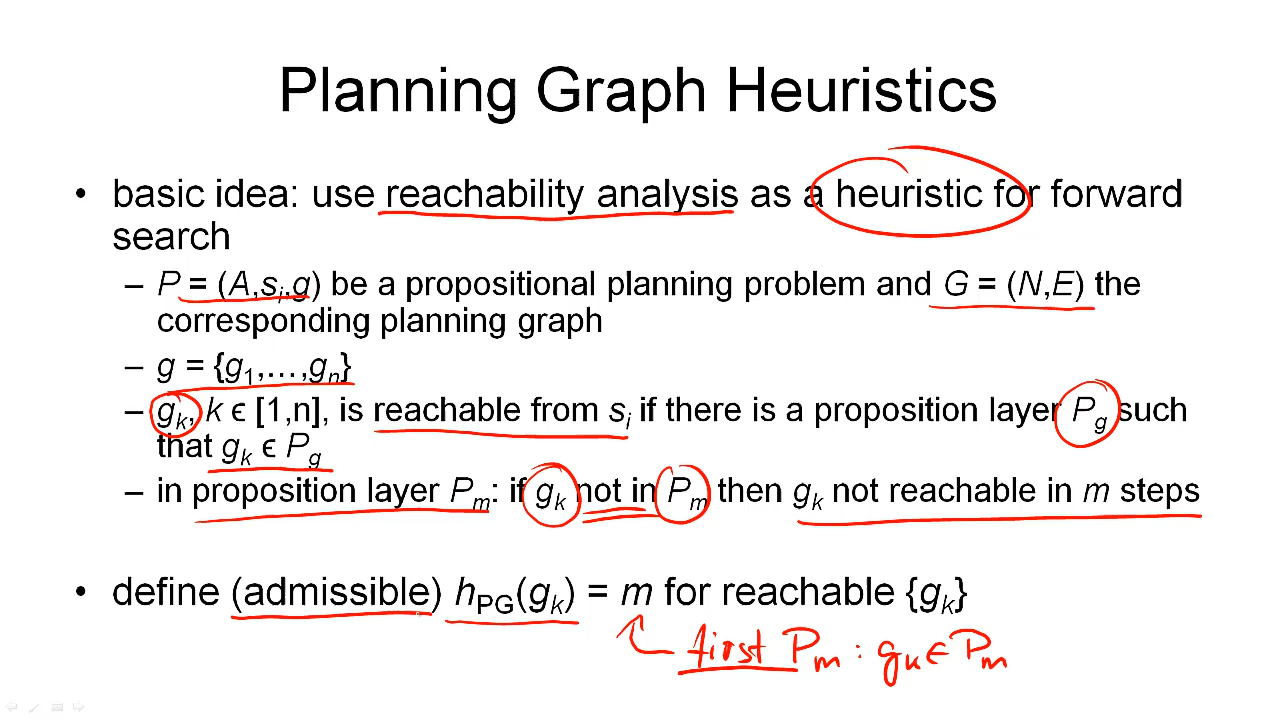 Planning Graph Heuristics
• basic idea: use reachability analysis as a heuristic for forward
search
– P = (A,si,g) be a propositional planning problem and G = (N,E) the
corresponding planning graph
– g = {g1,…,gn}
– gk, k ϵ [1,n], is reachable from si if there is a proposition layer Pg such
that gk ϵ Pg
– in proposition layer Pm: if gk not in Pm then gk not reachable in m steps
• define (admissible) hPG(gk) = m for reachable {gk}
first Pm : gk ϵ Pm